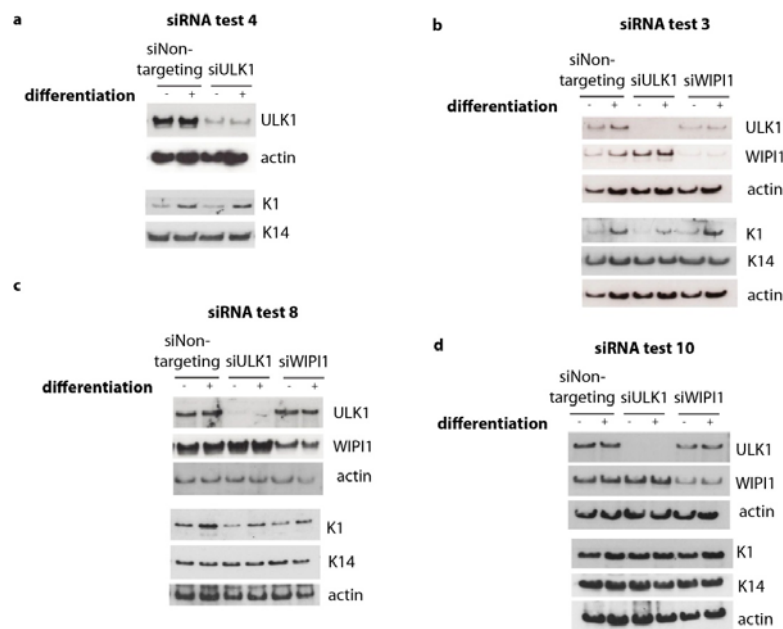 a
siRNA test 4
siNon-
targeting siULK1
differentiation - + - +
ULK1
actin
K1
K14
b
siRNA test 3
siNon-
targeting siULK1 siWIPI1
differentiation - + - + - +
ULK1
WIPI1
actin
K1
K14
actin
c
siRNA test 8
siNon-
targeting siULK1 siWIPI1
differentiation - + - + - +
ULK1
WIPI1
actin
K1
K14
actin
d
siRNA test 10
siNon-
targeting siULK1 siWIPI1
differentiation - + - + - +
ULK1
WIPI1
actin
K1
K14
actin